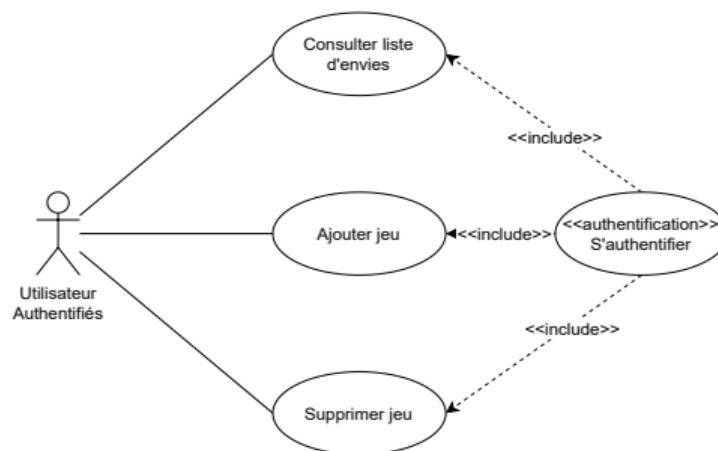 Consulter liste
d'envies
<<include>>
Ajouter jeu
<<include>>
<<authentification>>
S'authentifier
Utilisateur
Authentifiés
<<include>>
Supprimer jeu